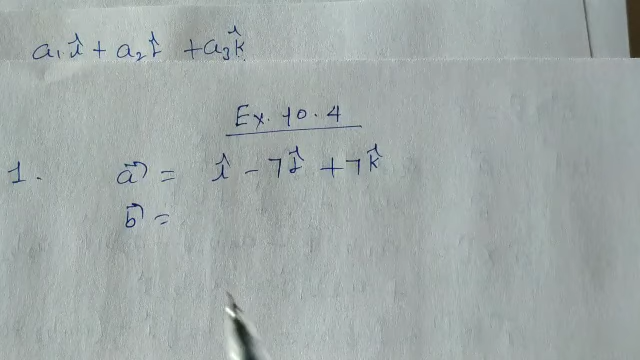 a₁î + a₂ĵ + a₃k̂
Ex. 10.4
1. a⃗ = î - 7ĵ + 7k̂
b⃗ =